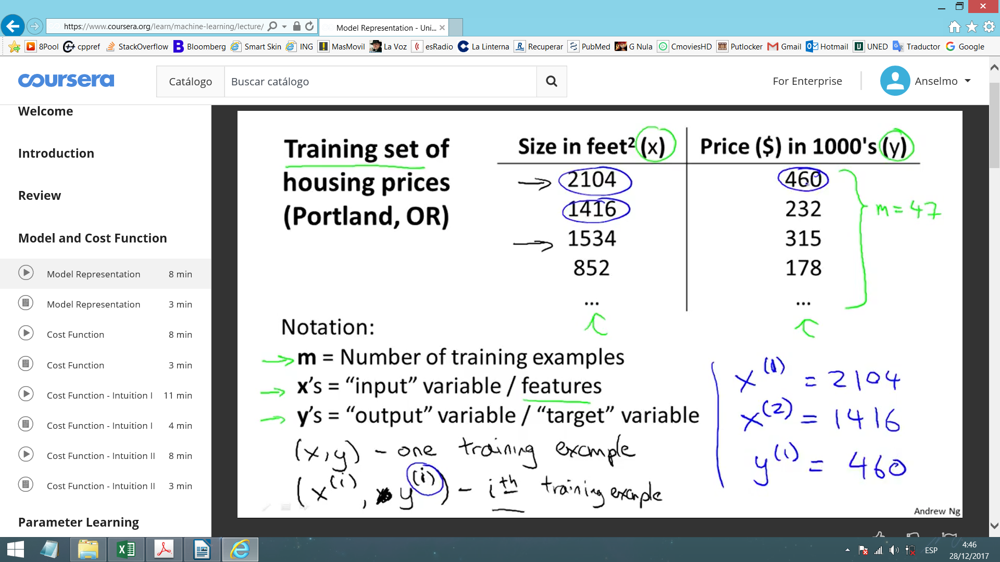 https://www.coursera.org/learn/machine-learning/lecture/
Model Representation - Uni...
8Pool cppref StackOverflow Bloomberg Smart Skin ING MasMovil La Voz esRadio La Linterna Recuperar PubMed G Nula CmoviesHD Putlocker Gmail Hotmail UNED Traductor Google
coursera Catálogo Buscar catálogo For Enterprise Anselmo
Welcome
Introduction
Review
Model and Cost Function
Model Representation 8 min
Model Representation 3 min
Cost Function 8 min
Cost Function 3 min
Cost Function - Intuition I 11 min
Cost Function - Intuition I 4 min
Cost Function - Intuition II 8 min
Cost Function - Intuition II 3 min
Parameter Learning
Training set of
housing prices
(Portland, OR)
Size in feet² (x) Price ($) in 1000's (y)
2104 460
1416 232
1534 315
852 178
... ...
m = 47
Notation:
m = Number of training examples
x’s = “input” variable / features
y’s = “output” variable / “target” variable
(x, y) - one training example
(x^(i), y^(i)) - i^th training example
x^(1) = 2104
x^(2) = 1416
y^(1) = 460
Andrew Ng
ESP
4:46
28/12/2017